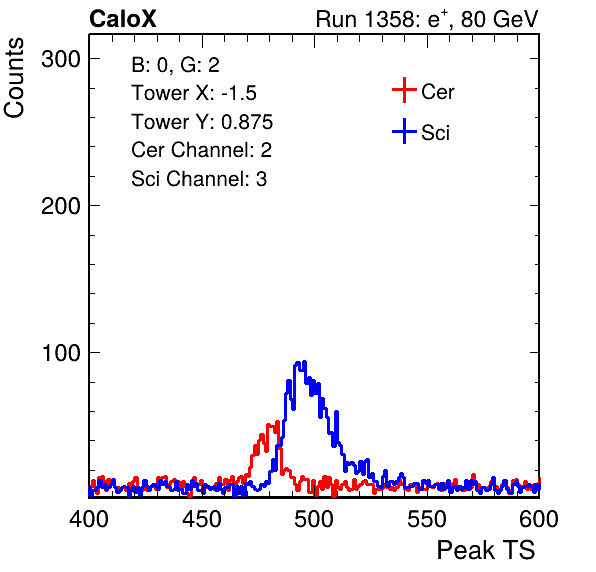 CaloX Run 1358: e⁺, 80 GeV
Counts
300
200
100
B: 0, G: 2
Tower X: -1.5
Tower Y: 0.875
Cer Channel: 2
Sci Channel: 3
Cer
Sci
400 450 500 550 600
Peak TS